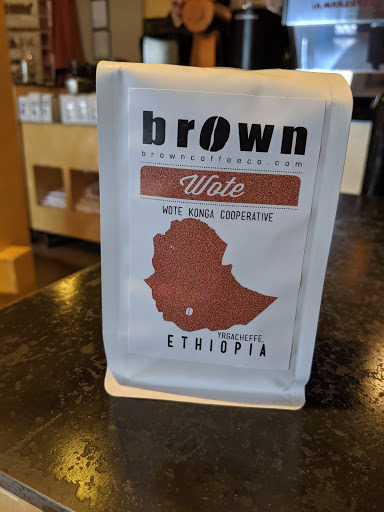 brown
browncoffeeco.com
Wote
WOTE KONGA COOPERATIVE
YRGACHEFFE,
ETHIOPIA